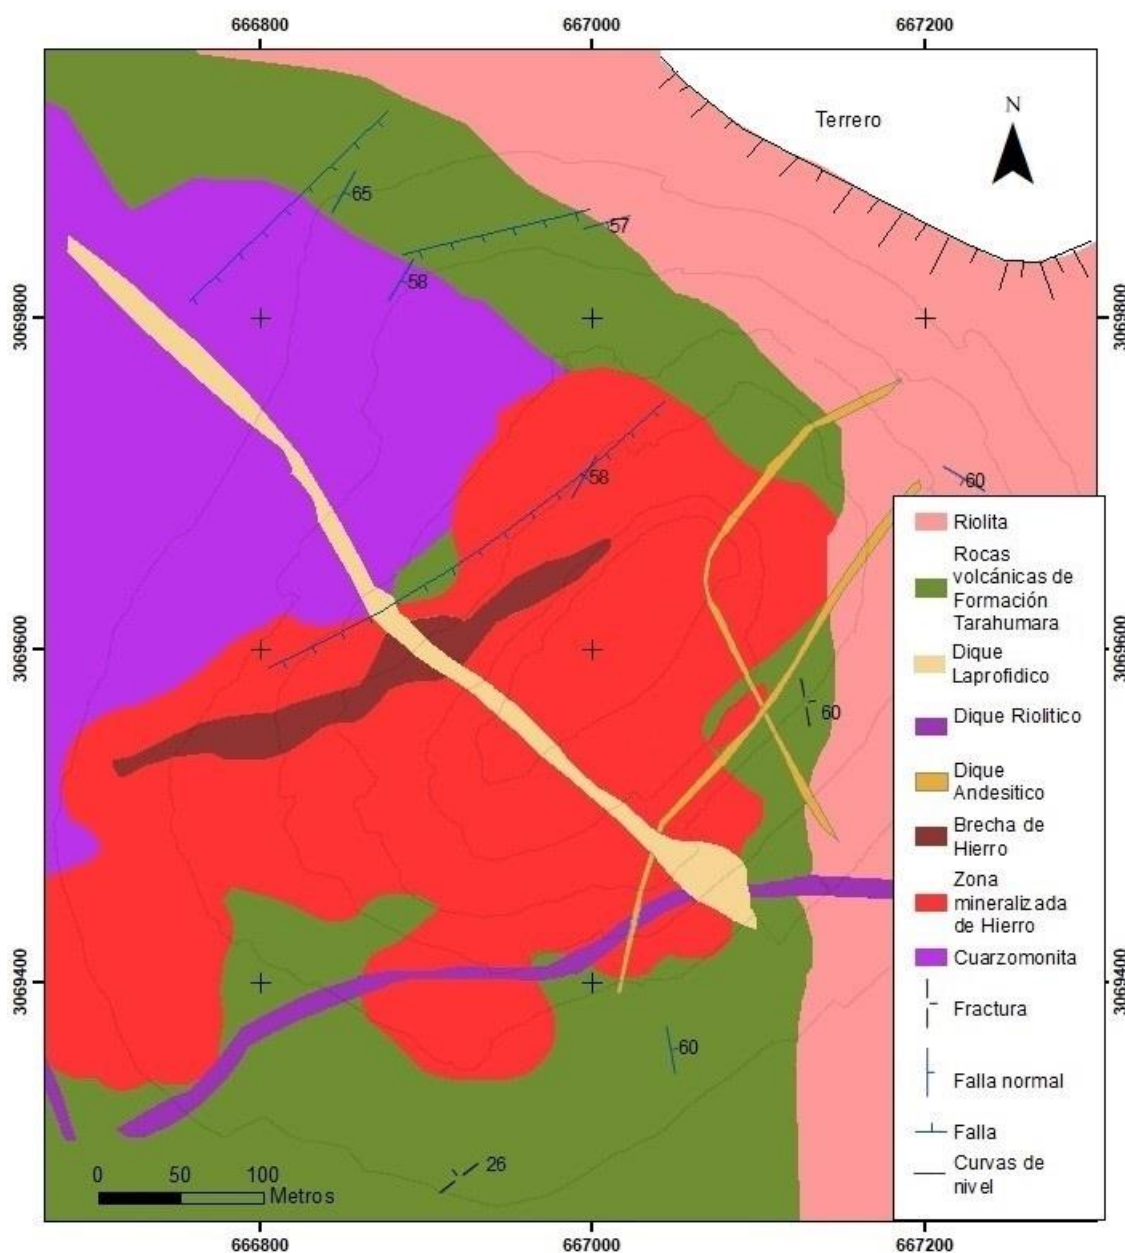 666800
667000
667200
N
Terrero
65
57
58
3069800
3069800
58
60
3069600
3069600
60
3069400
3069400
60
26
0 50 100
Metros
Riolita
Rocas
volcánicas de
Formación
Tarahumara
Dique
Laprofidico
Dique Riolitico
Dique
Andesitico
Brecha de
Hierro
Zona
mineralizada
de Hierro
Cuarzomonita
Fractura
Falla normal
Falla
Curvas de
nivel
666800
667000
667200